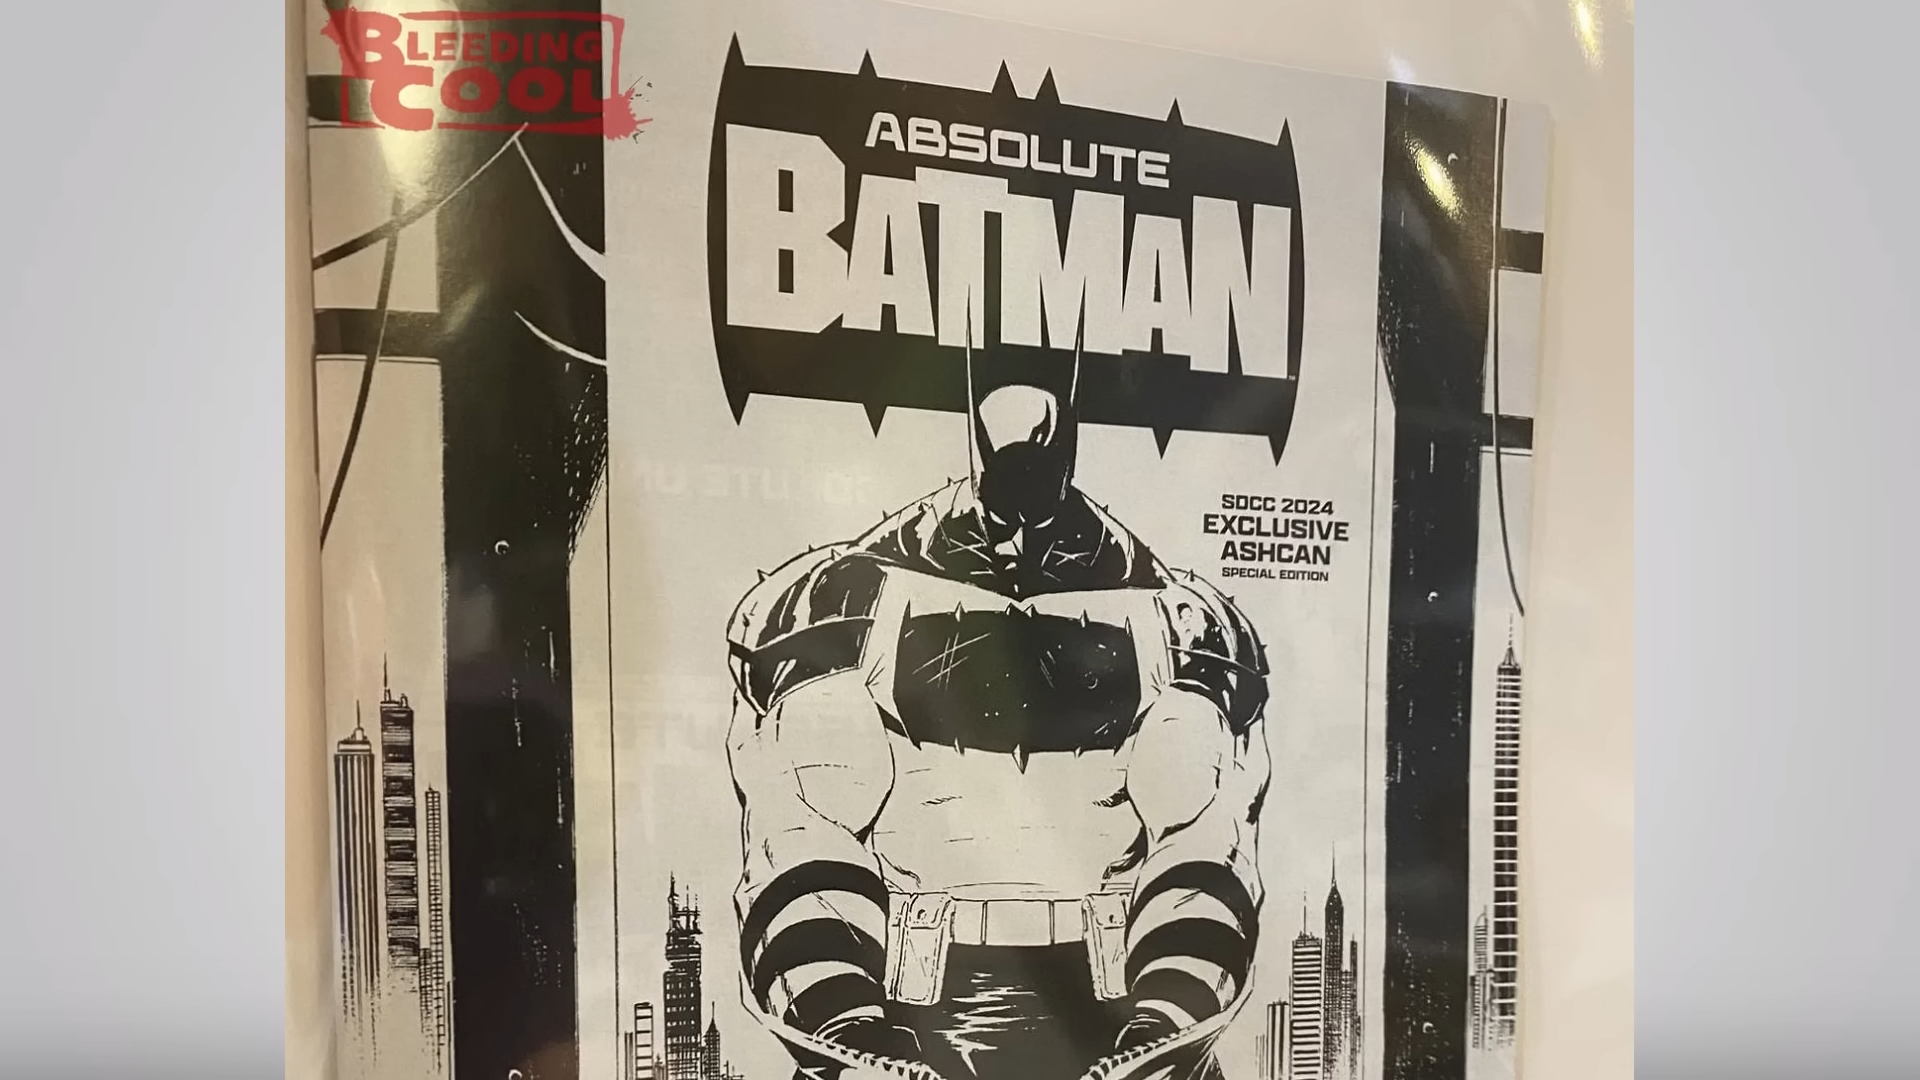 BLEEDING
COOL
ABSOLUTE
BATMAN
SDCC 2024
EXCLUSIVE
ASHCAN
SPECIAL EDITION